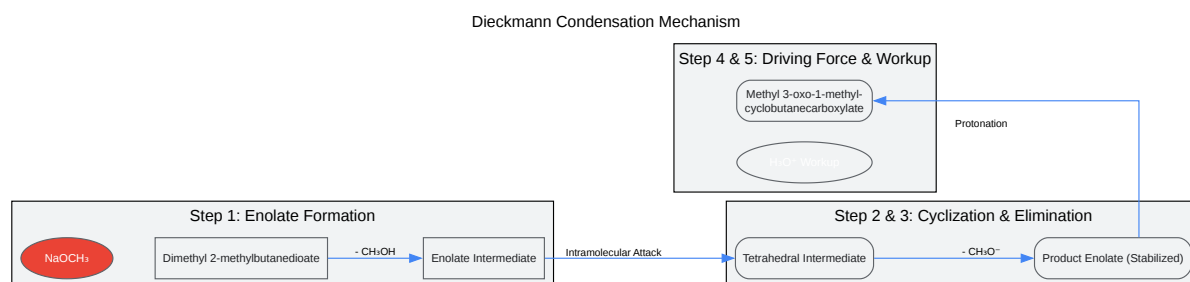 Dieckmann Condensation Mechanism
Step 4 & 5: Driving Force & Workup
Methyl 3-oxo-1-methyl-
cyclobutanecarboxylate
Protonation
H₃O⁺ Workup
Step 1: Enolate Formation
Step 2 & 3: Cyclization & Elimination
NaOCH₃
Dimethyl 2-methylbutanedioate
- CH₃OH
Enolate Intermediate
Intramolecular Attack
Tetrahedral Intermediate
- CH₃O⁻
Product Enolate (Stabilized)